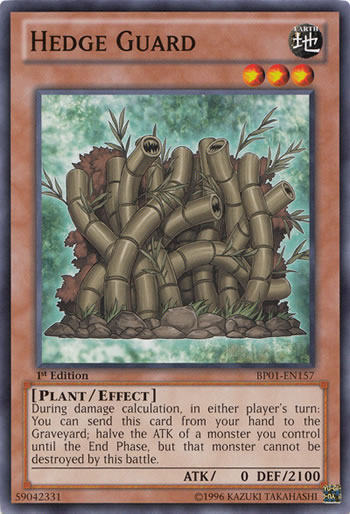 HEDGE GUARD
EARTH
地
1st Edition
BP01-EN157
[PLANT/EFFECT]
During damage calculation, in either player's turn:
You can send this card from your hand to the
Graveyard; halve the ATK of a monster you control
until the End Phase, but that monster cannot be
destroyed by this battle.
ATK/ 0 DEF/2100
59042331
©1996 KAZUKI TAKAHASHI